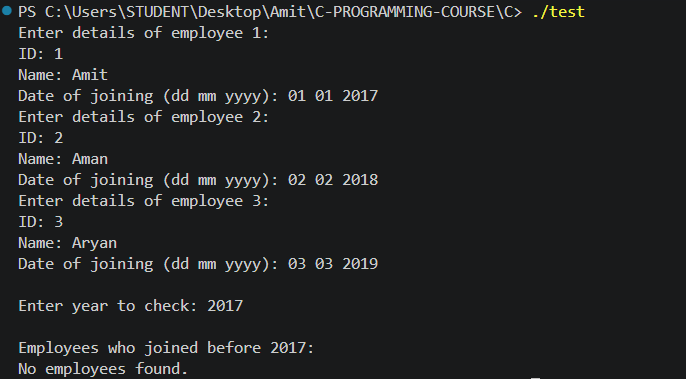 PS C:\Users\STUDENT\Desktop\Amit\C-PROGRAMMING-COURSE\C> ./test
Enter details of employee 1:
ID: 1
Name: Amit
Date of joining (dd mm yyyy): 01 01 2017
Enter details of employee 2:
ID: 2
Name: Aman
Date of joining (dd mm yyyy): 02 02 2018
Enter details of employee 3:
ID: 3
Name: Aryan
Date of joining (dd mm yyyy): 03 03 2019
Enter year to check: 2017
Employees who joined before 2017:
No employees found.